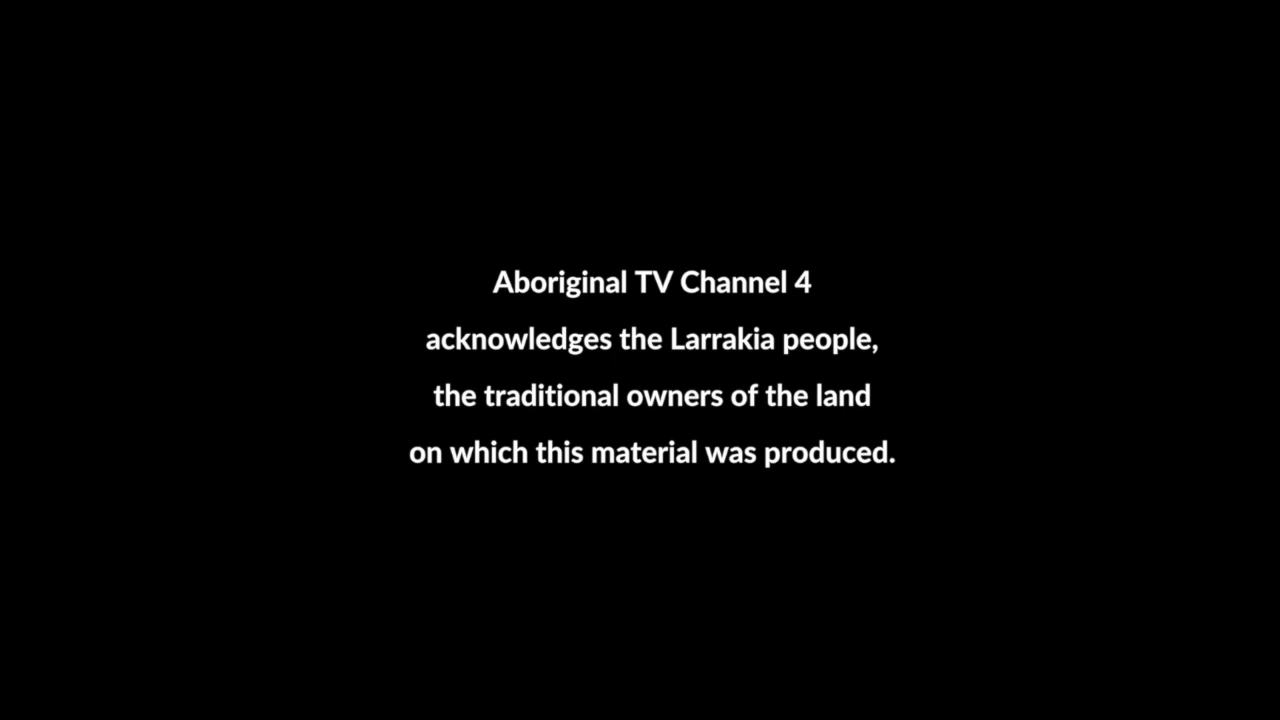 Aboriginal TV Channel 4
acknowledges the Larrakia people,
the traditional owners of the land
on which this material was produced.